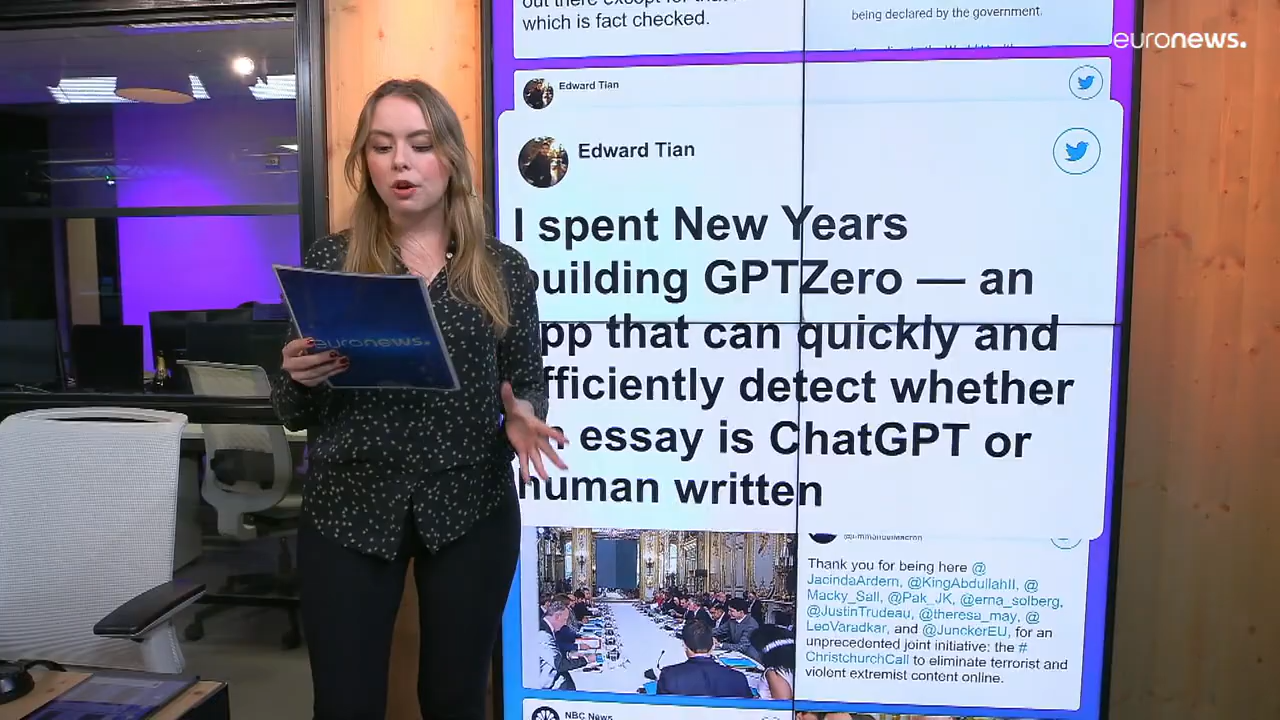 which is fact checked.
being declared by the government.
euronews.
Edward Tian
Edward Tian
I spent New Years
building GPTZero — an
app that can quickly and
efficiently detect whether
essay is ChatGPT or
human written
euronews.
@EmmanuelMacron
Thank you for being here @
JacindaArdern, @KingAbdullahII, @
Macky_Sall, @Pak_JK, @erna_solberg,
@JustinTrudeau, @theresa_may, @
LeoVaradkar, and @JunckerEU, for an
unprecedented joint initiative: the #
ChristchurchCall to eliminate terrorist and
violent extremist content online.
NBC News